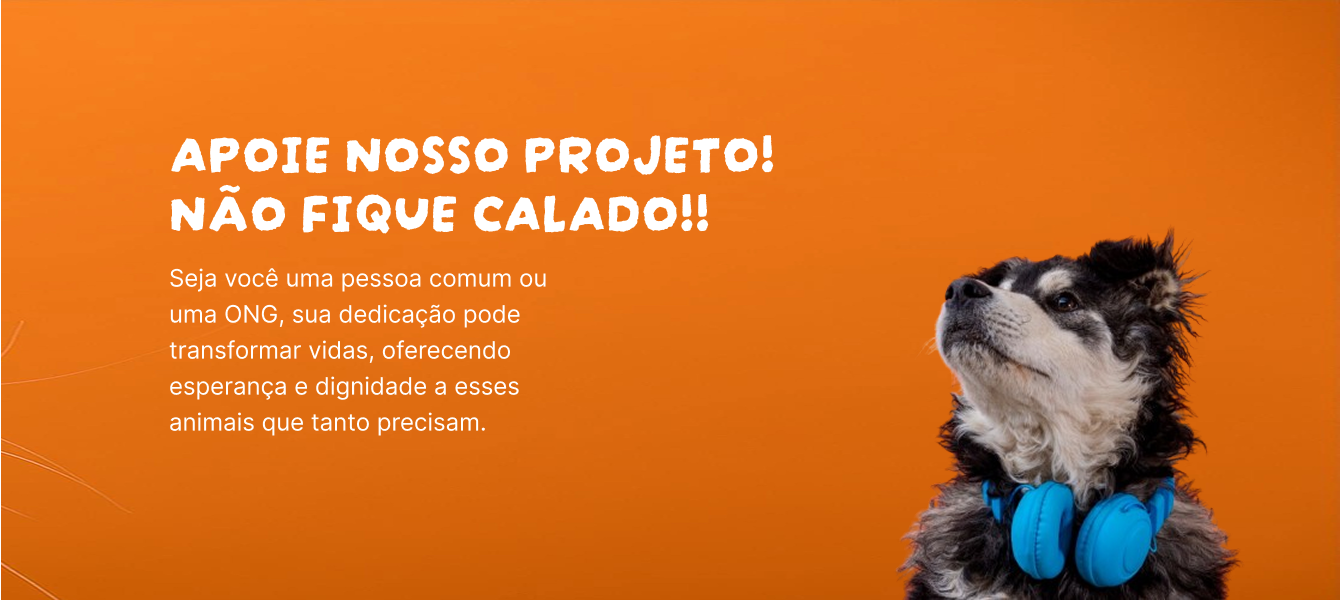 APOIE NOSSO PROJETO!
NÃO FIQUE CALADO!!
Seja você uma pessoa comum ou
uma ONG, sua dedicação pode
transformar vidas, oferecendo
esperança e dignidade a esses
animais que tanto precisam.